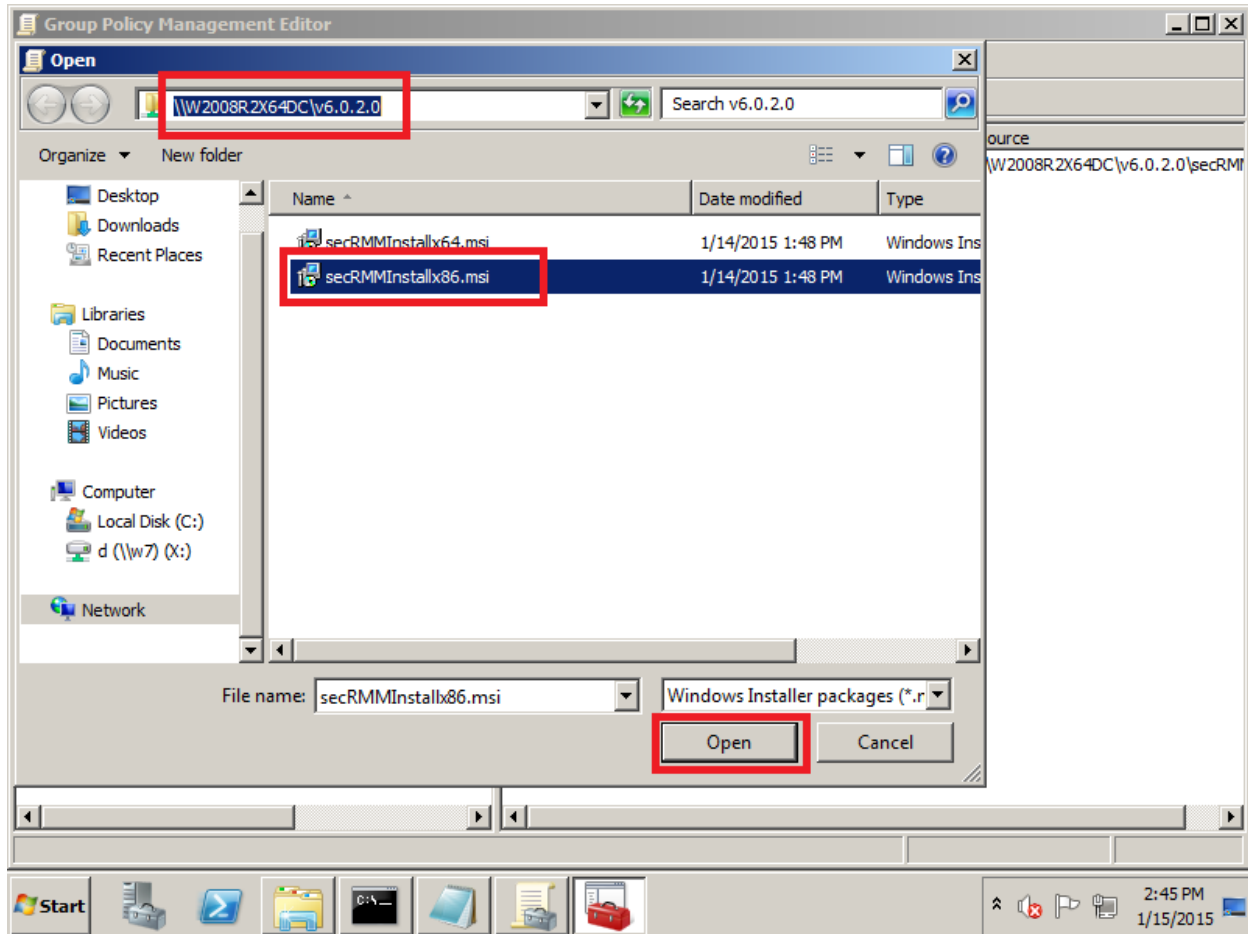 Group Policy Management Editor
Open
\\W2008R2X64DC\v6.0.2.0
Search v6.0.2.0
Organize
New folder
ource
\W2008R2X64DC\v6.0.2.0\secRM
Name
Date modified
Type
Desktop
Downloads
Recent Places
Libraries
Documents
Music
Pictures
Videos
Computer
Local Disk (C:)
d (\\w7) (X:)
Network
secRMMInstallx64.msi
1/14/2015 1:48 PM
Windows Ins
secRMMInstallx86.msi
1/14/2015 1:48 PM
Windows Ins
File name:
secRMMInstallx86.msi
Windows Installer packages (*.r
Open
Cancel
Start
C:\
2:45 PM
1/15/2015